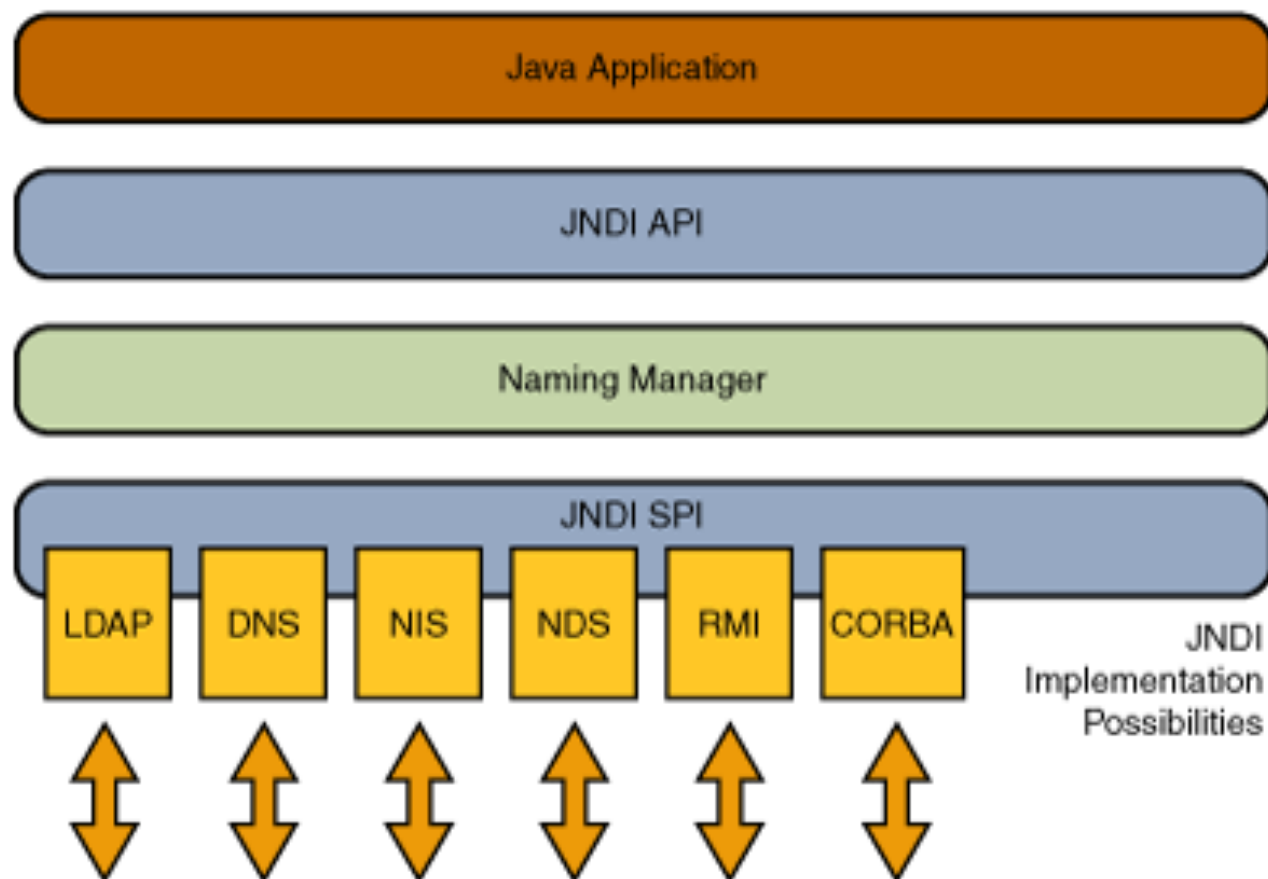 Java Application
JNDI API
Naming Manager
JNDI SPI
LDAP
DNS
NIS
NDS
RMI
CORBA
JNDI
Implementation
Possibilities